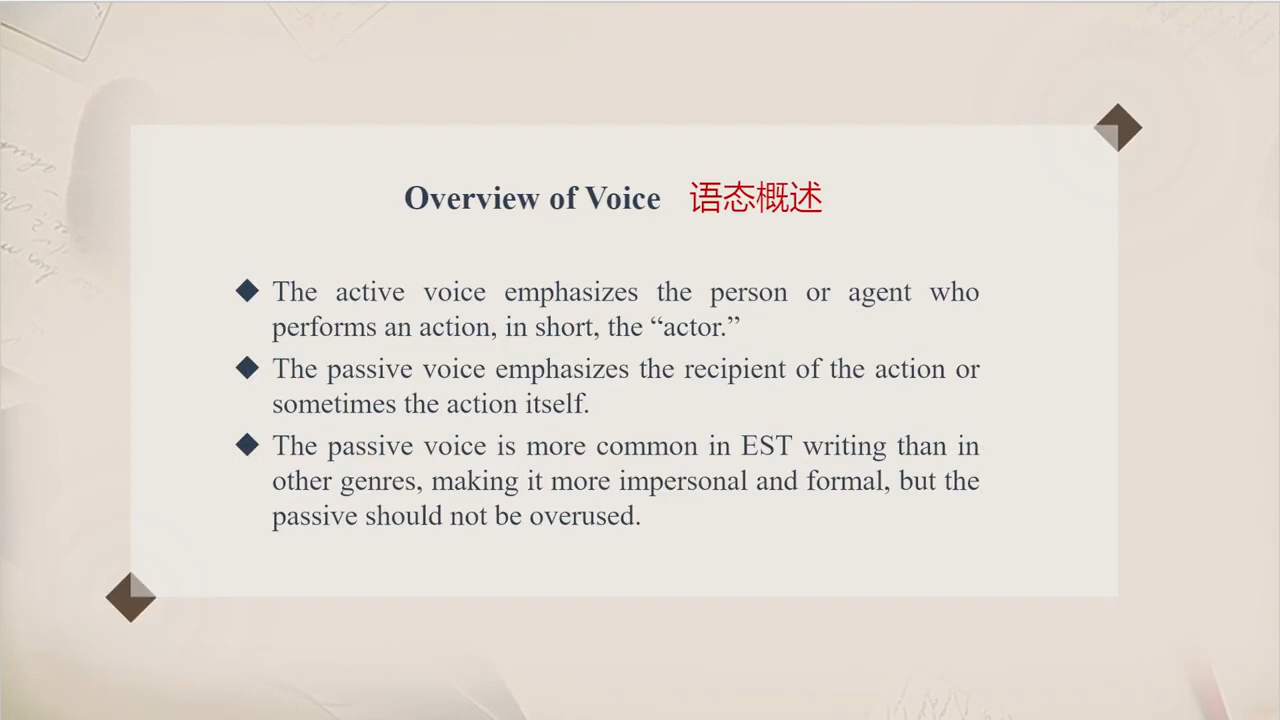 Overview of Voice 语态概述
The active voice emphasizes the person or agent who
performs an action, in short, the “actor.”
The passive voice emphasizes the recipient of the action or
sometimes the action itself.
The passive voice is more common in EST writing than in
other genres, making it more impersonal and formal, but the
passive should not be overused.